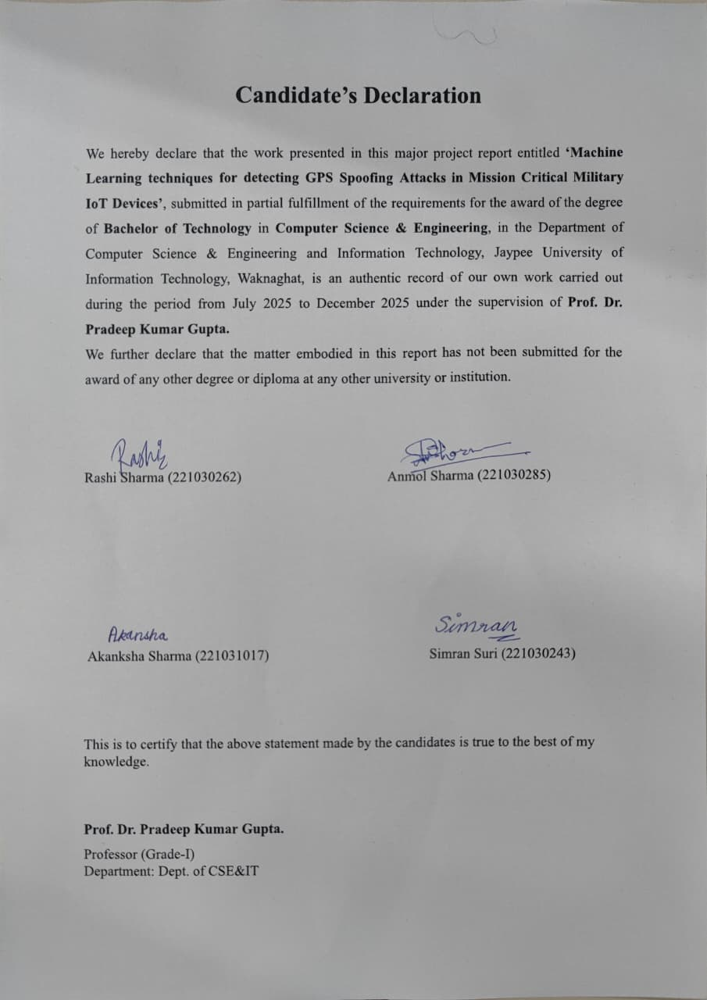 Candidate’s Declaration
We hereby declare that the work presented in this major project report entitled ‘Machine
Learning techniques for detecting GPS Spoofing Attacks in Mission Critical Military
IoT Devices’, submitted in partial fulfillment of the requirements for the award of the degree
of Bachelor of Technology in Computer Science & Engineering, in the Department of
Computer Science & Engineering and Information Technology, Jaypee University of
Information Technology, Waknaghat, is an authentic record of our own work carried out
during the period from July 2025 to December 2025 under the supervision of Prof. Dr.
Pradeep Kumar Gupta.
We further declare that the matter embodied in this report has not been submitted for the
award of any other degree or diploma at any other university or institution.
Rashi
Rashi Sharma (221030262)
Anmol Sharma (221030285)
Akansha
Akanksha Sharma (221031017)
Simran
Simran Suri (221030243)
This is to certify that the above statement made by the candidates is true to the best of my
knowledge.
Prof. Dr. Pradeep Kumar Gupta.
Professor (Grade-I)
Department: Dept. of CSE&IT